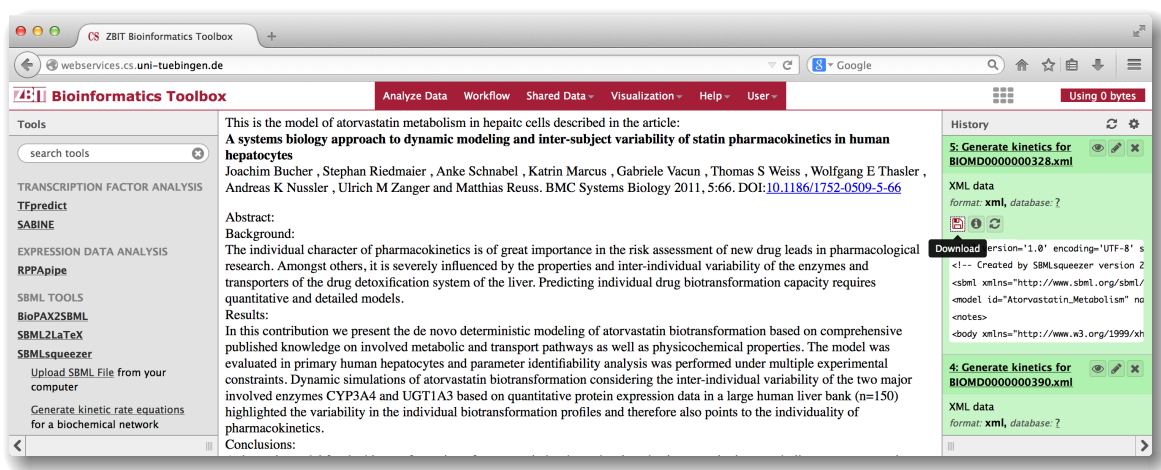 CS ZBIT Bioinformatics Toolbox
webservices.cs.uni-tuebingen.de
Google
ZBIT Bioinformatics Toolbox
Analyze Data Workflow Shared Data Visualization Help User
Using 0 bytes
Tools
search tools
TRANSCRIPTION FACTOR ANALYSIS
TFpredict
SABINE
EXPRESSION DATA ANALYSIS
RPPApipe
SBML TOOLS
BioPAX2SBML
SBML2LaTeX
SBMLsqueezer
Upload SBML File from your
computer
Generate kinetic rate equations
for a biochemical network
This is the model of atorvastatin metabolism in hepaitc cells described in the article:
A systems biology approach to dynamic modeling and inter-subject variability of statin pharmacokinetics in human
hepatocytes
Joachim Bucher , Stephan Riedmaier , Anke Schnabel , Katrin Marcus , Gabriele Vacun , Thomas S Weiss , Wolfgang E Thasler ,
Andreas K Nussler , Ulrich M Zanger and Matthias Reuss. BMC Systems Biology 2011, 5:66. DOI:10.1186/1752-0509-5-66
Abstract:
Background:
The individual character of pharmacokinetics is of great importance in the risk assessment of new drug leads in pharmacological
research. Amongst others, it is severely influenced by the properties and inter-individual variability of the enzymes and
transporters of the drug detoxification system of the liver. Predicting individual drug biotransformation capacity requires
quantitative and detailed models.
Results:
In this contribution we present the de novo deterministic modeling of atorvastatin biotransformation based on comprehensive
published knowledge on involved metabolic and transport pathways as well as physicochemical properties. The model was
evaluated in primary human hepatocytes and parameter identifiability analysis was performed under multiple experimental
constraints. Dynamic simulations of atorvastatin biotransformation considering the inter-individual variability of the two major
involved enzymes CYP3A4 and UGT1A3 based on quantitative protein expression data in a large human liver bank (n=150)
highlighted the variability in the individual biotransformation profiles and therefore also points to the individuality of
pharmacokinetics.
Conclusions:
History
5: Generate kinetics for
BIOMD0000000328.xml
XML data
format: xml, database: ?
Download
version='1.0' encoding='UTF-8' s
<!-- Created by SBMLsqueezer version 2
<sbml xmlns="http://www.sbml.org/sbml/
<model id="Atorvastatin_Metabolism" na
<notes>
<body xmlns="http://www.w3.org/1999/xh
4: Generate kinetics for
BIOMD0000000390.xml
XML data
format: xml, database: ?